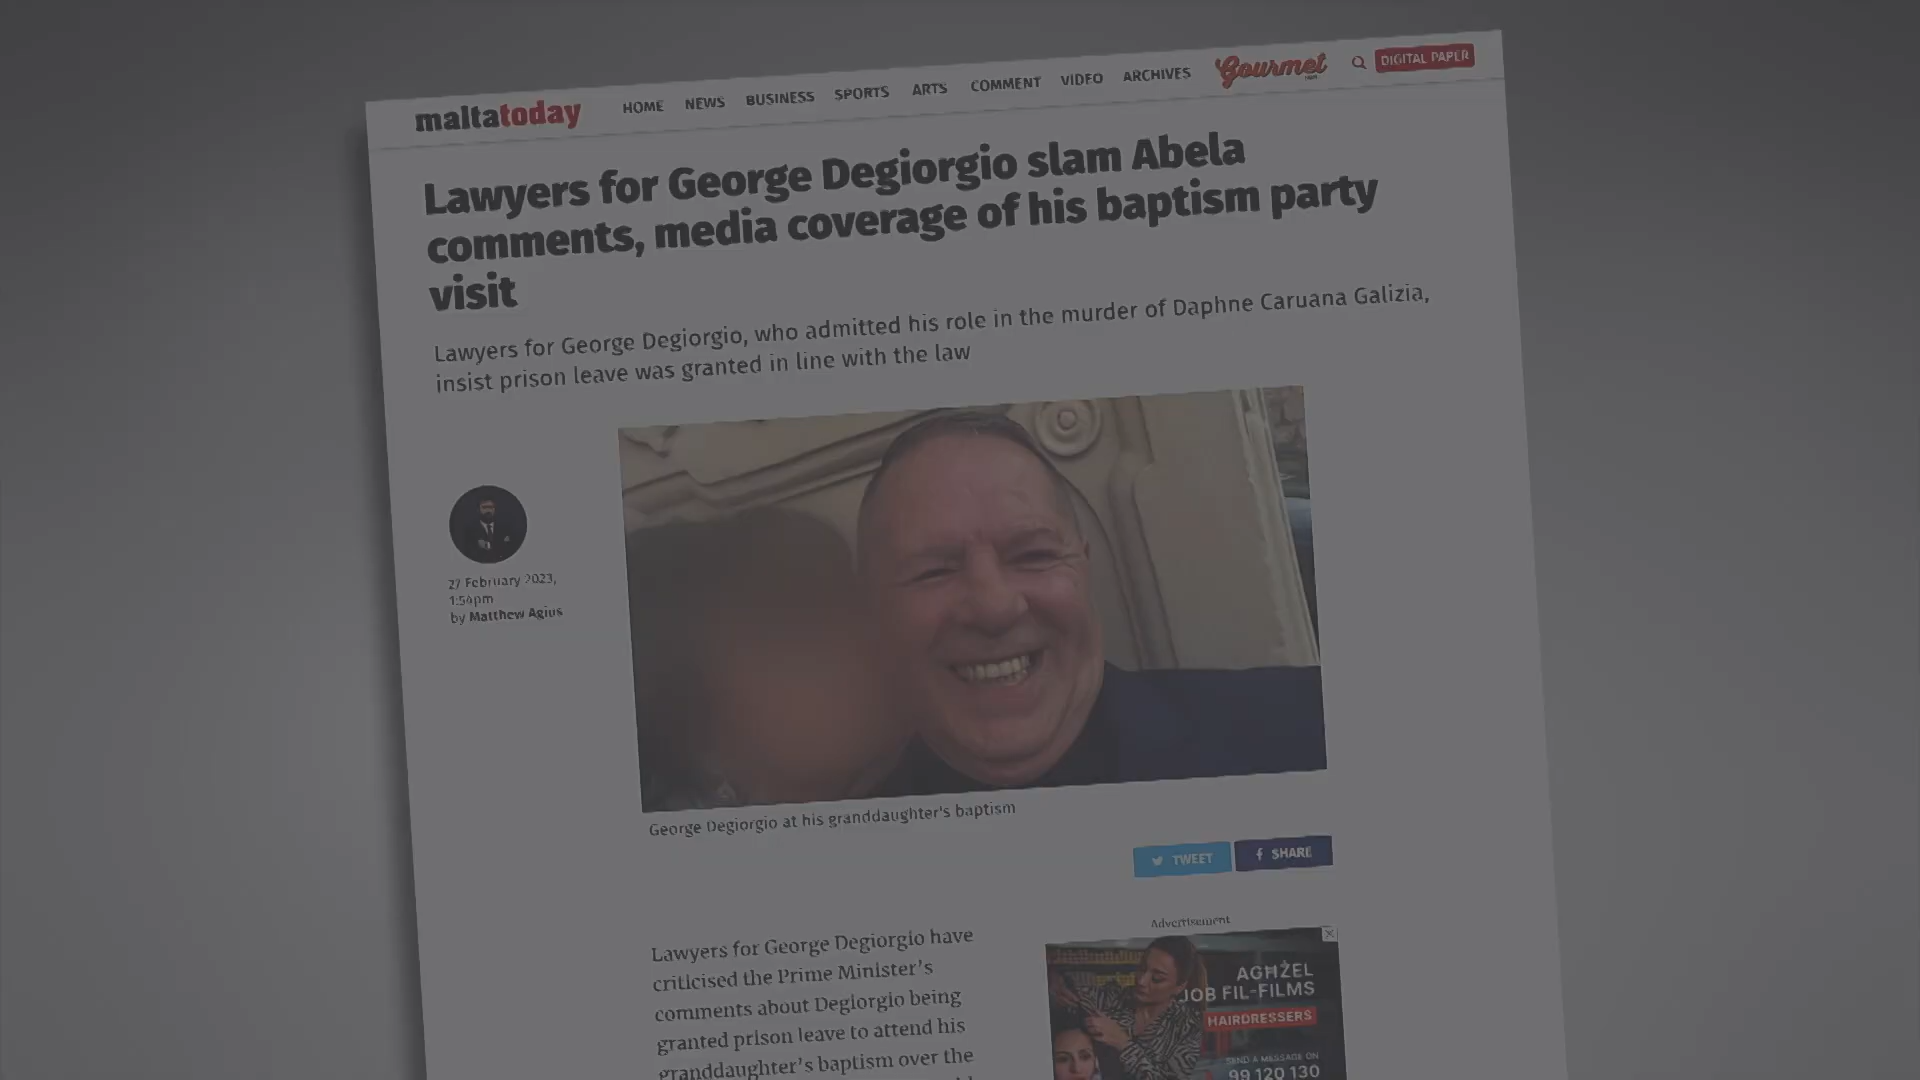 maltatoday HOME NEWS BUSINESS SPORTS ARTS COMMENT VIDEO ARCHIVES Gourmet DIGITAL PAPER
Lawyers for George Degiorgio slam Abela
comments, media coverage of his baptism party
visit
Lawyers for George Degiorgio, who admitted his role in the murder of Daphne Caruana Galizia,
insist prison leave was granted in line with the law
27 February 2023,
1:54pm
by Matthew Agius
George Degiorgio at his granddaughter's baptism
TWEET SHARE
Lawyers for George Degiorgio have
criticised the Prime Minister's
comments about Degiorgio being
granted prison leave to attend his
granddaughter's baptism over the
Advertisement
AGĦŻEL
JOB FIL-FILMS
HAIRDRESSERS
SEND A MESSAGE ON
99 120 130